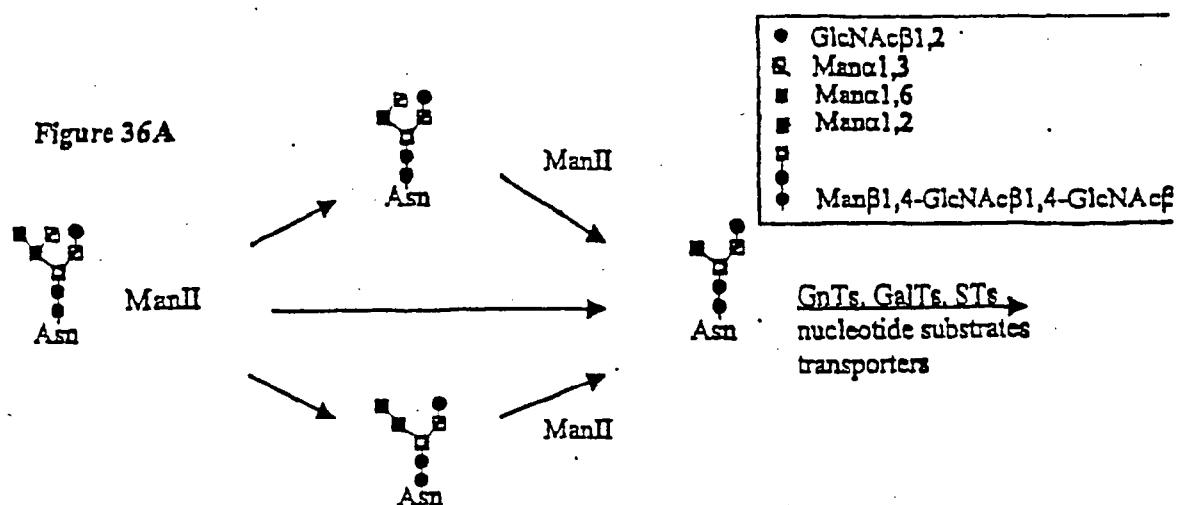 GlcNAcβ1,2
Manα1,3
Manα1,6
Manα1,2
Manβ1,4-GlcNAcβ1,4-GlcNAcβ
Figure 36A
Asn
ManII
Asn
ManII
Asn
ManII
Asn
GnTs, GalTs, STs
nucleotide substrates
transporters